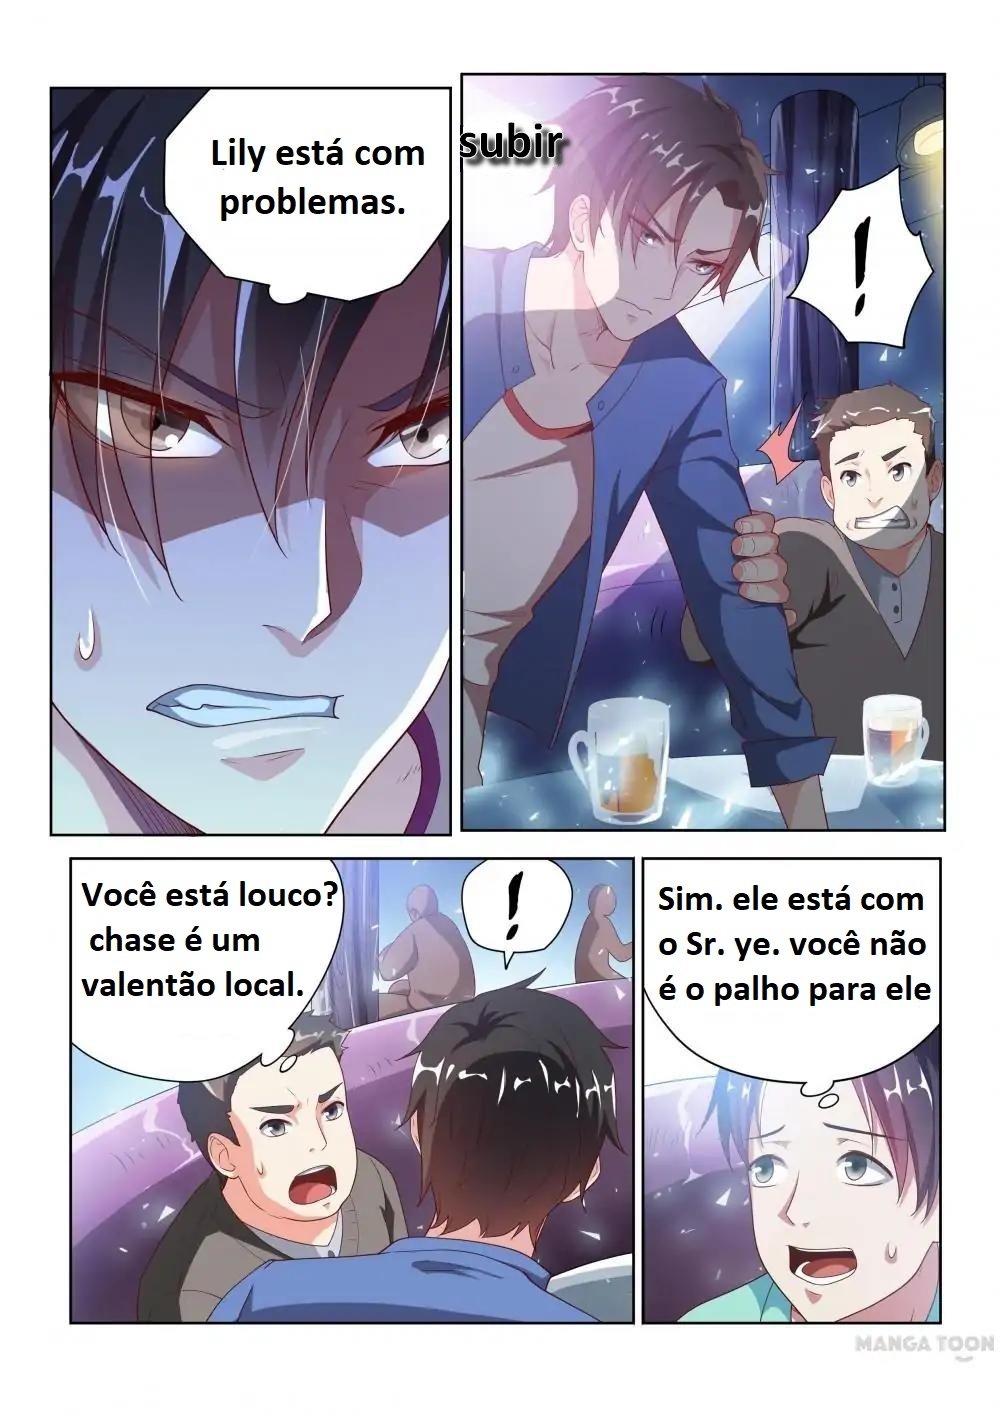 Lily está com
problemas.
subir
!
Você está louco?
chase é um
valentão local.
!
Sim. ele está com
o Sr. ye. você não
é o palho para ele
MANGA TOON